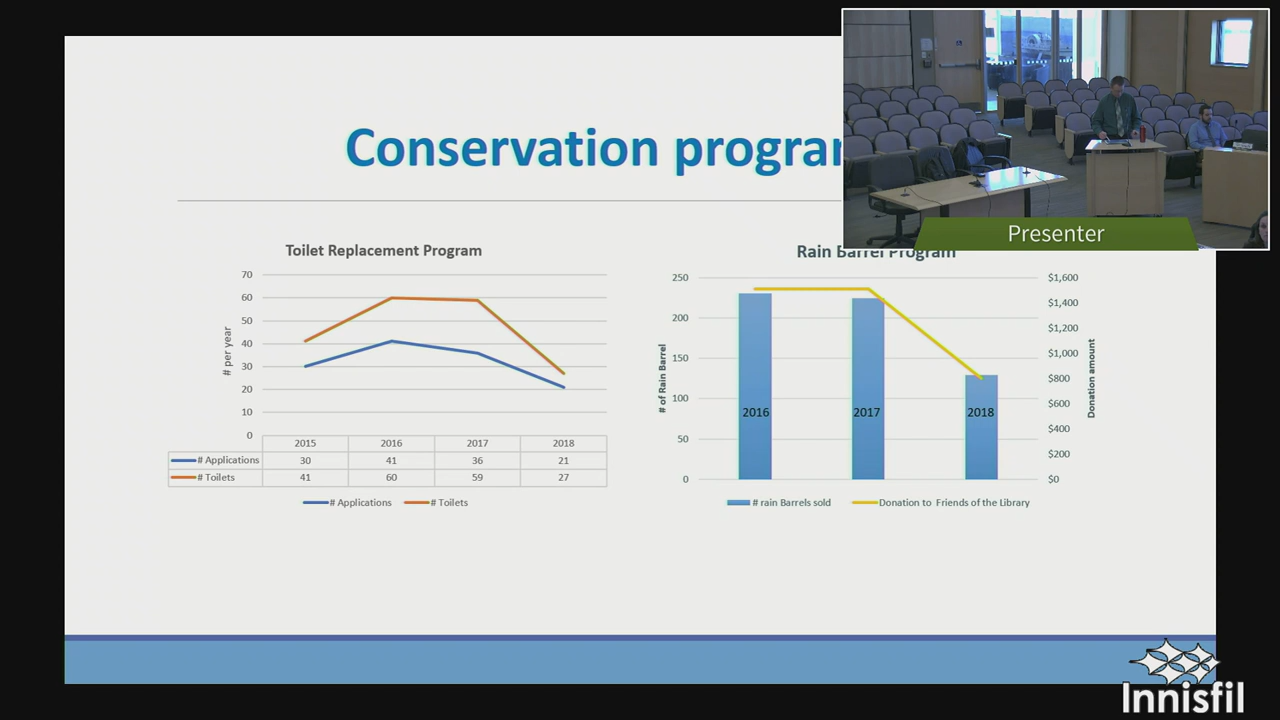 Conservation progra
Presenter
Toilet Replacement Program
70
60
50
40
30
20
10
0
# per year
2015 2016 2017 2018
# Applications 30 41 36 21
# Toilets 41 60 59 27
# Applications # Toilets
Rain Barrel Program
250
200
150
100
50
0
# of Rain Barrel
2016 2017 2018
$1,600
$1,400
$1,200
$1,000
$800
$600
$400
$200
$0
Donation amount
# rain Barrels sold Donation to Friends of the Library
Innisfil